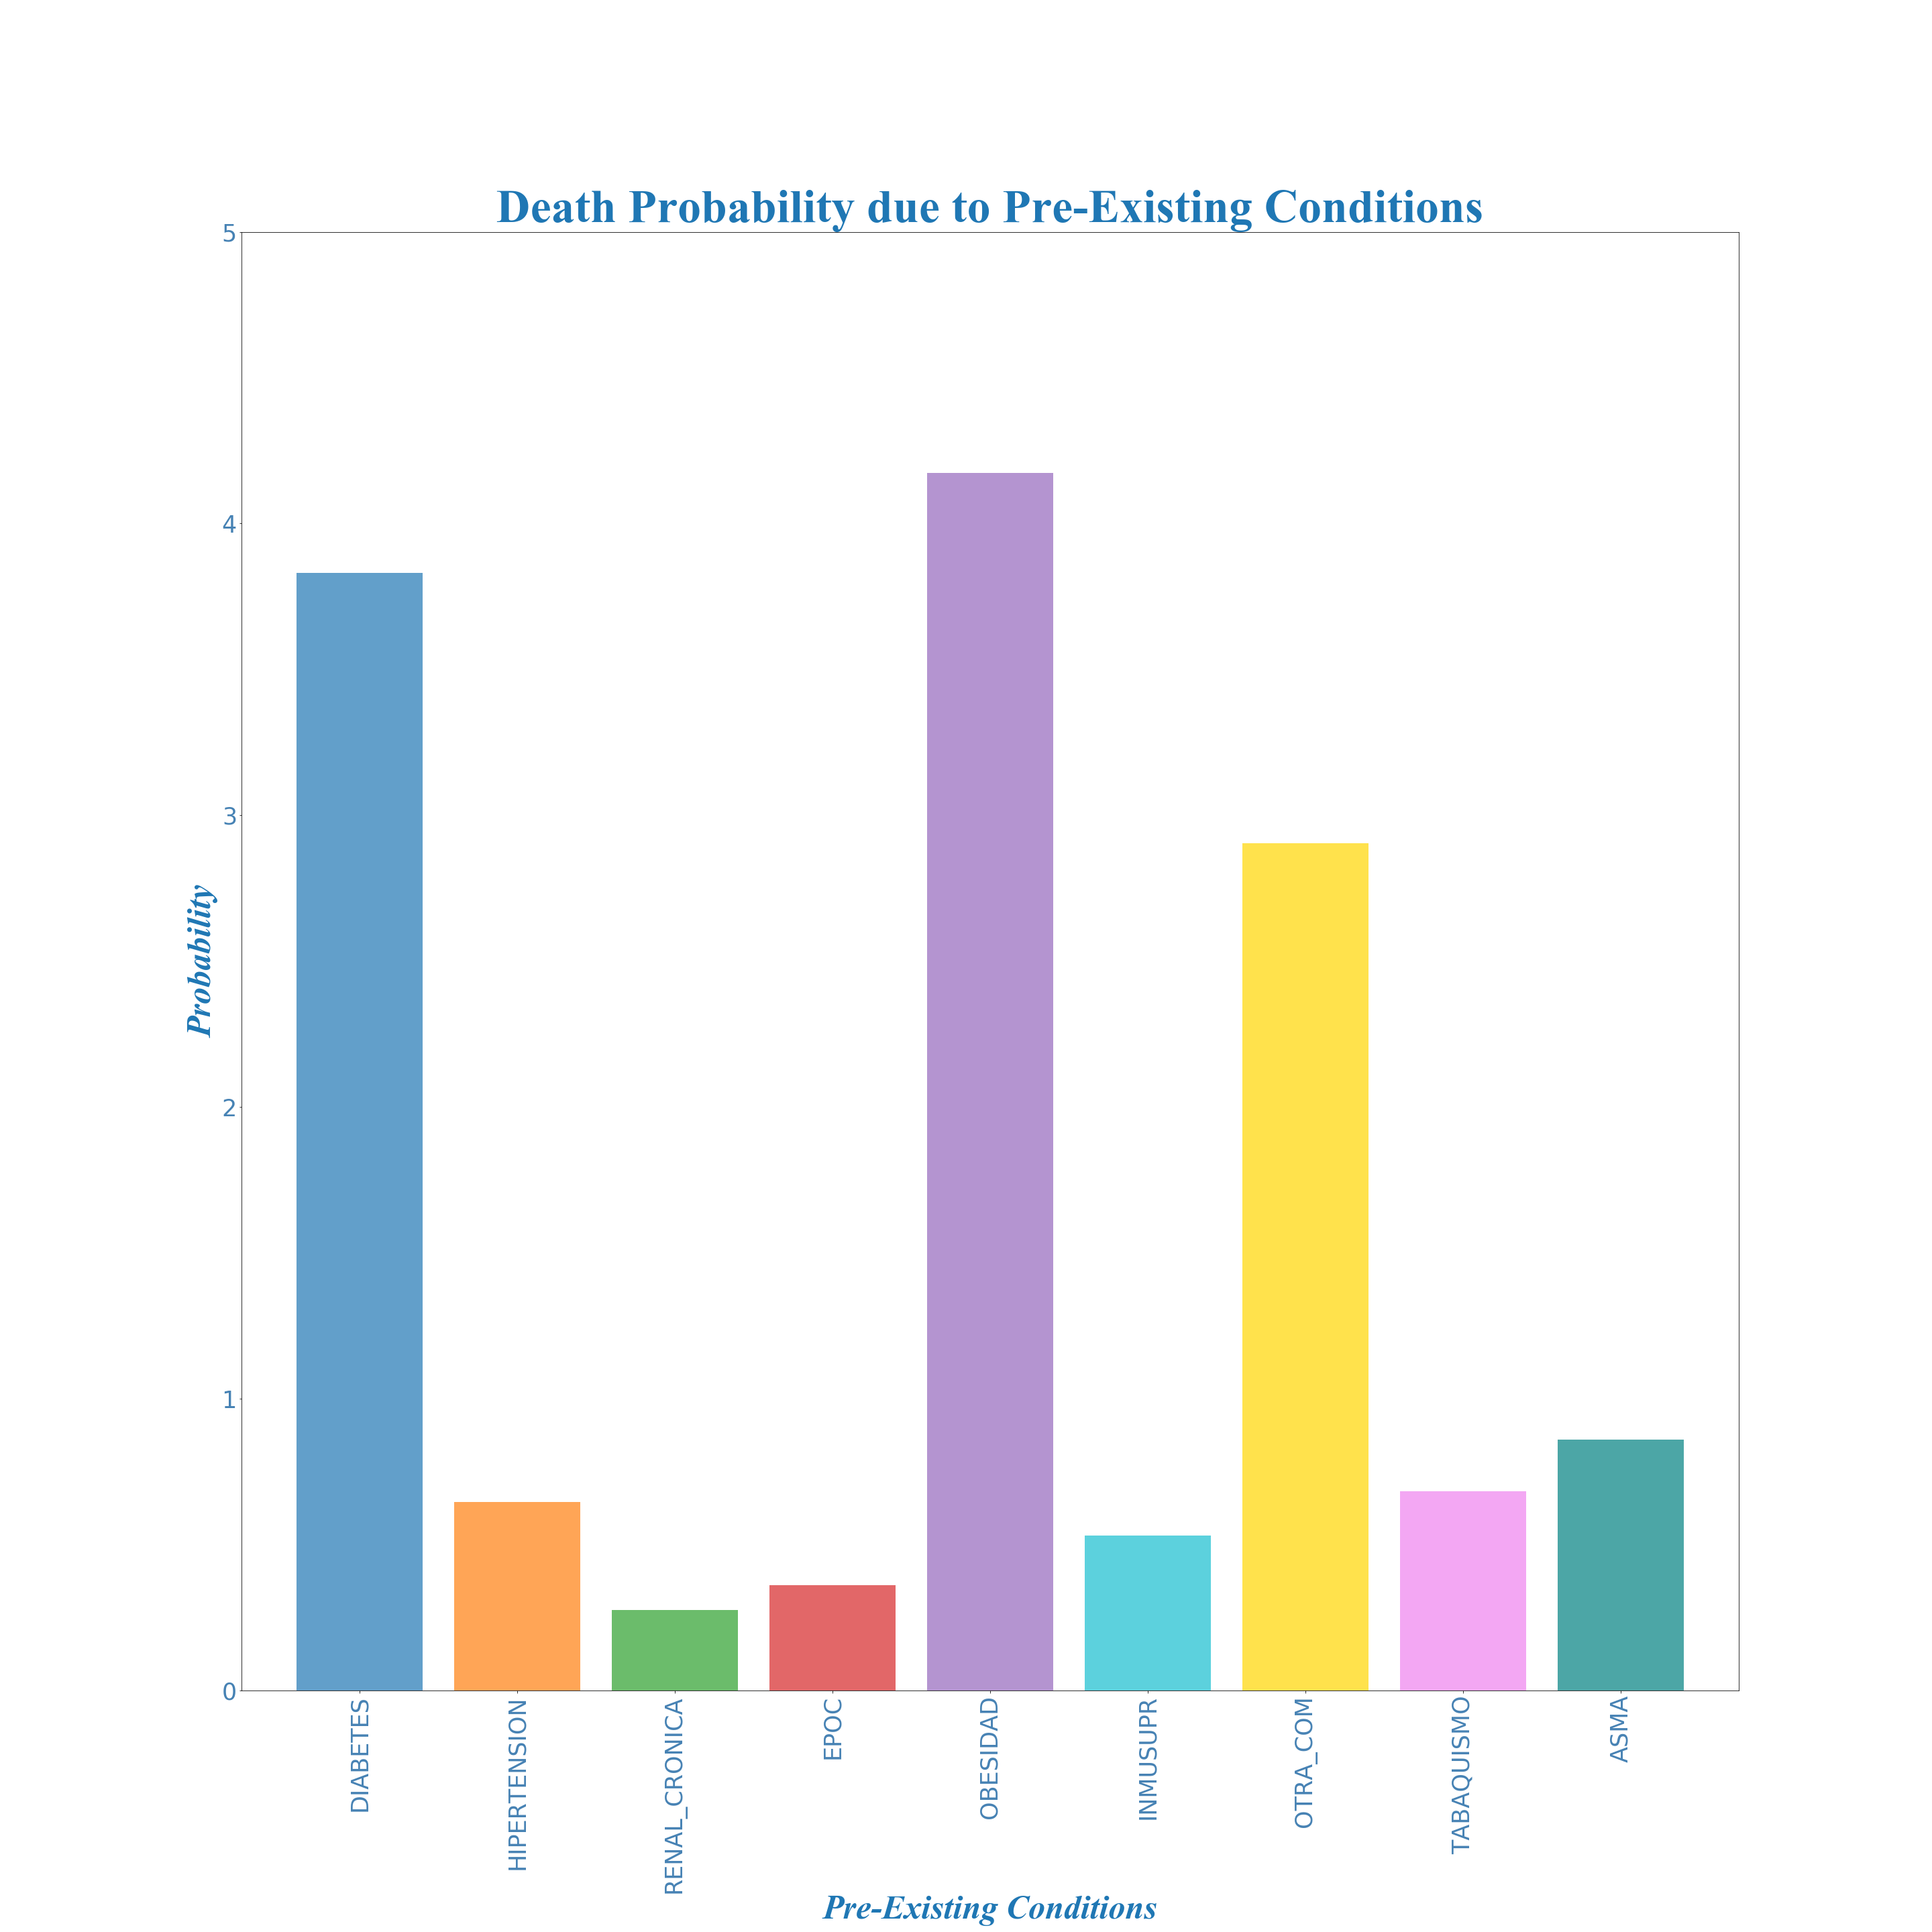 Death Probability due to Pre-Existing Conditions
5
4
3
2
1
0
Probability
DIABETES
HIPERTENSION
RENAL_CRONICA
EPOC
OBESIDAD
INMUSUPR
OTRA_COM
TABAQUISMO
ASMA
Pre-Existing Conditions